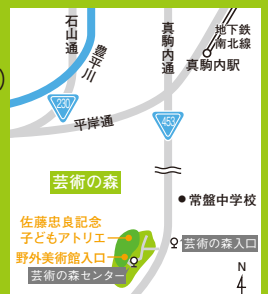 石山通
豊平川
真駒内通
地下鉄
南北線
真駒内駅
230
平岸通
453
芸術の森
常盤中学校
佐藤忠良記念
子どもアトリエ
野外美術館入口
芸術の森入口
芸術の森センター
N
4